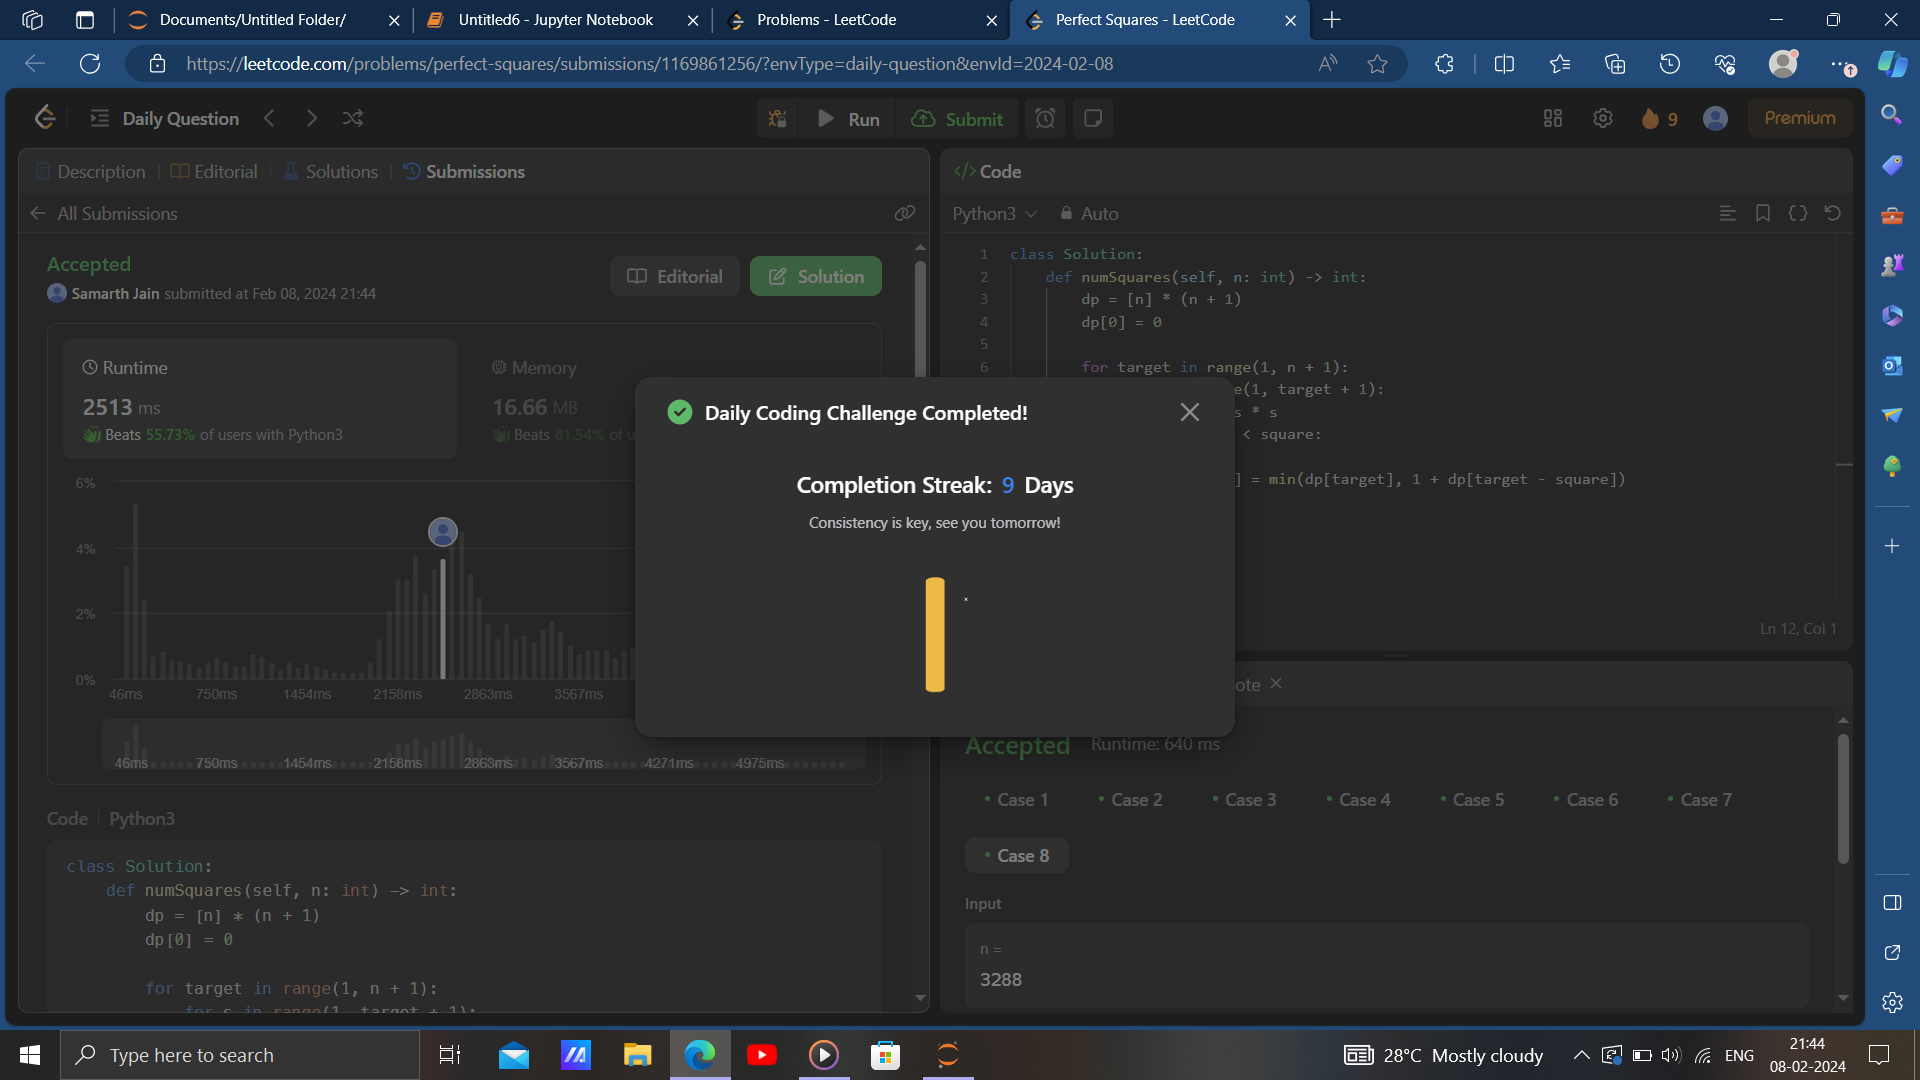 Documents/Untitled Folder/
Untitled6 - Jupyter Notebook
Problems - LeetCode
Perfect Squares - LeetCode
https://leetcode.com/problems/perfect-squares/submissions/1169861256/?envType=daily-question&envId=2024-02-08
Daily Question
Run
Submit
9
Premium
Description
Editorial
Solutions
Submissions
All Submissions
Accepted
Samarth Jain submitted at Feb 08, 2024 21:44
Editorial
Solution
Runtime
2513 ms
Beats 55.73% of users with Python3
Memory
16.66 MB
Beats 81.54% of u
6%
4%
2%
0%
46ms 750ms 1454ms 2158ms 2863ms 3567ms
46ms 750ms 1454ms 2158ms 2863ms 3567ms 4271ms 4975ms
Code
Python3
class Solution:
def numSquares(self, n: int) -> int:
dp = [n] * (n + 1)
dp[0] = 0
for target in range(1, n + 1):
for s in range(1, target + 1):
Code
Python3
Auto
1 class Solution:
2 def numSquares(self, n: int) -> int:
3 dp = [n] * (n + 1)
4 dp[0] = 0
5
6 for target in range(1, n + 1):
e(1, target + 1):
s * s
< square:
] = min(dp[target], 1 + dp[target - square])
Ln 12, Col 1
Daily Coding Challenge Completed!
Completion Streak: 9 Days
Consistency is key, see you tomorrow!
ote
Accepted
Runtime: 640 ms
Case 1
Case 2
Case 3
Case 4
Case 5
Case 6
Case 7
Case 8
Input
n =
3288
Type here to search
28°C Mostly cloudy
ENG
21:44
08-02-2024